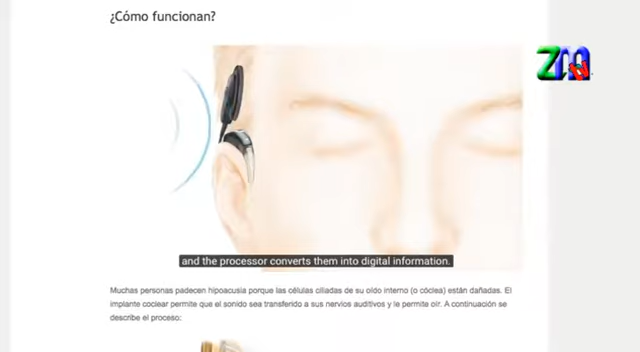 ¿Cómo funcionan?
ZM
tv
and the processor converts them into digital information.
Muchas personas padecen hipoacusia porque las células ciliadas de su oído interno (o cóclea) están dañadas. El
implante coclear permite que el sonido sea transferido a sus nervios auditivos y le permite oír. A continuación se
describe el proceso: